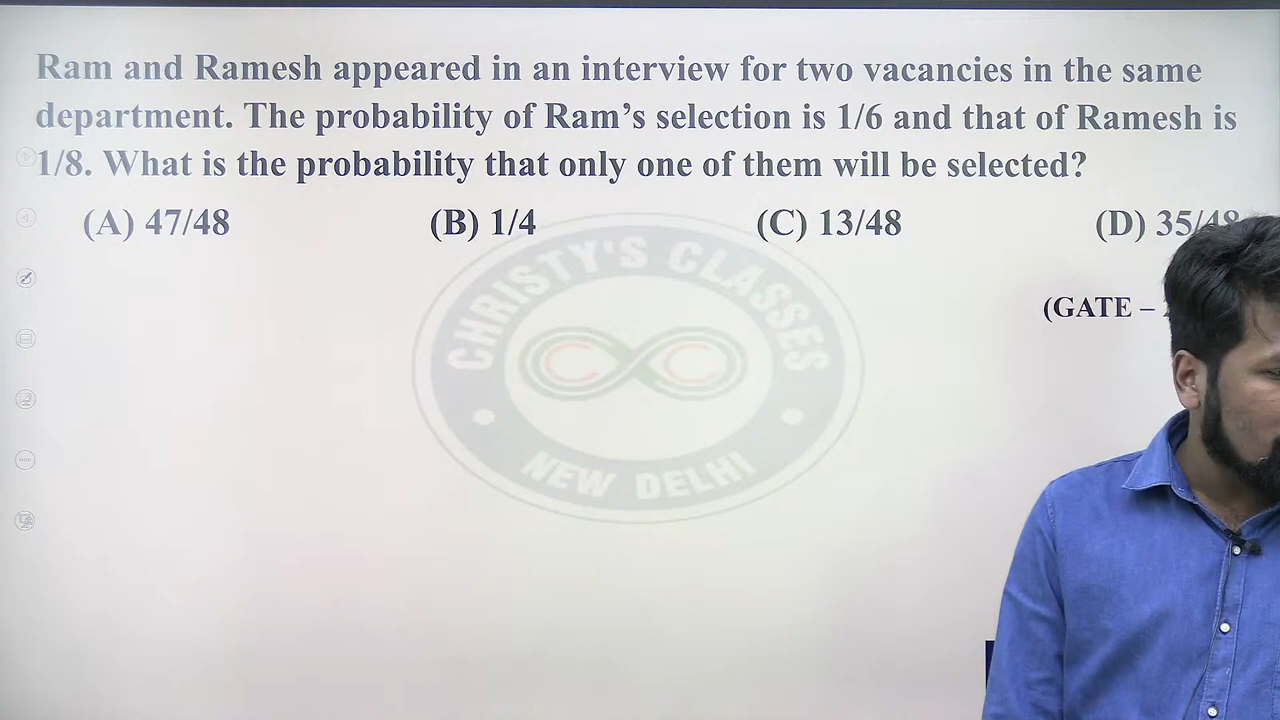 Ram and Ramesh appeared in an interview for two vacancies in the same
department. The probability of Ram’s selection is 1/6 and that of Ramesh is
1/8. What is the probability that only one of them will be selected?
(A) 47/48 (B) 1/4 (C) 13/48 (D) 35/48
(GATE –
CHRISTY'S CLASSES
CC
NEW DELHI